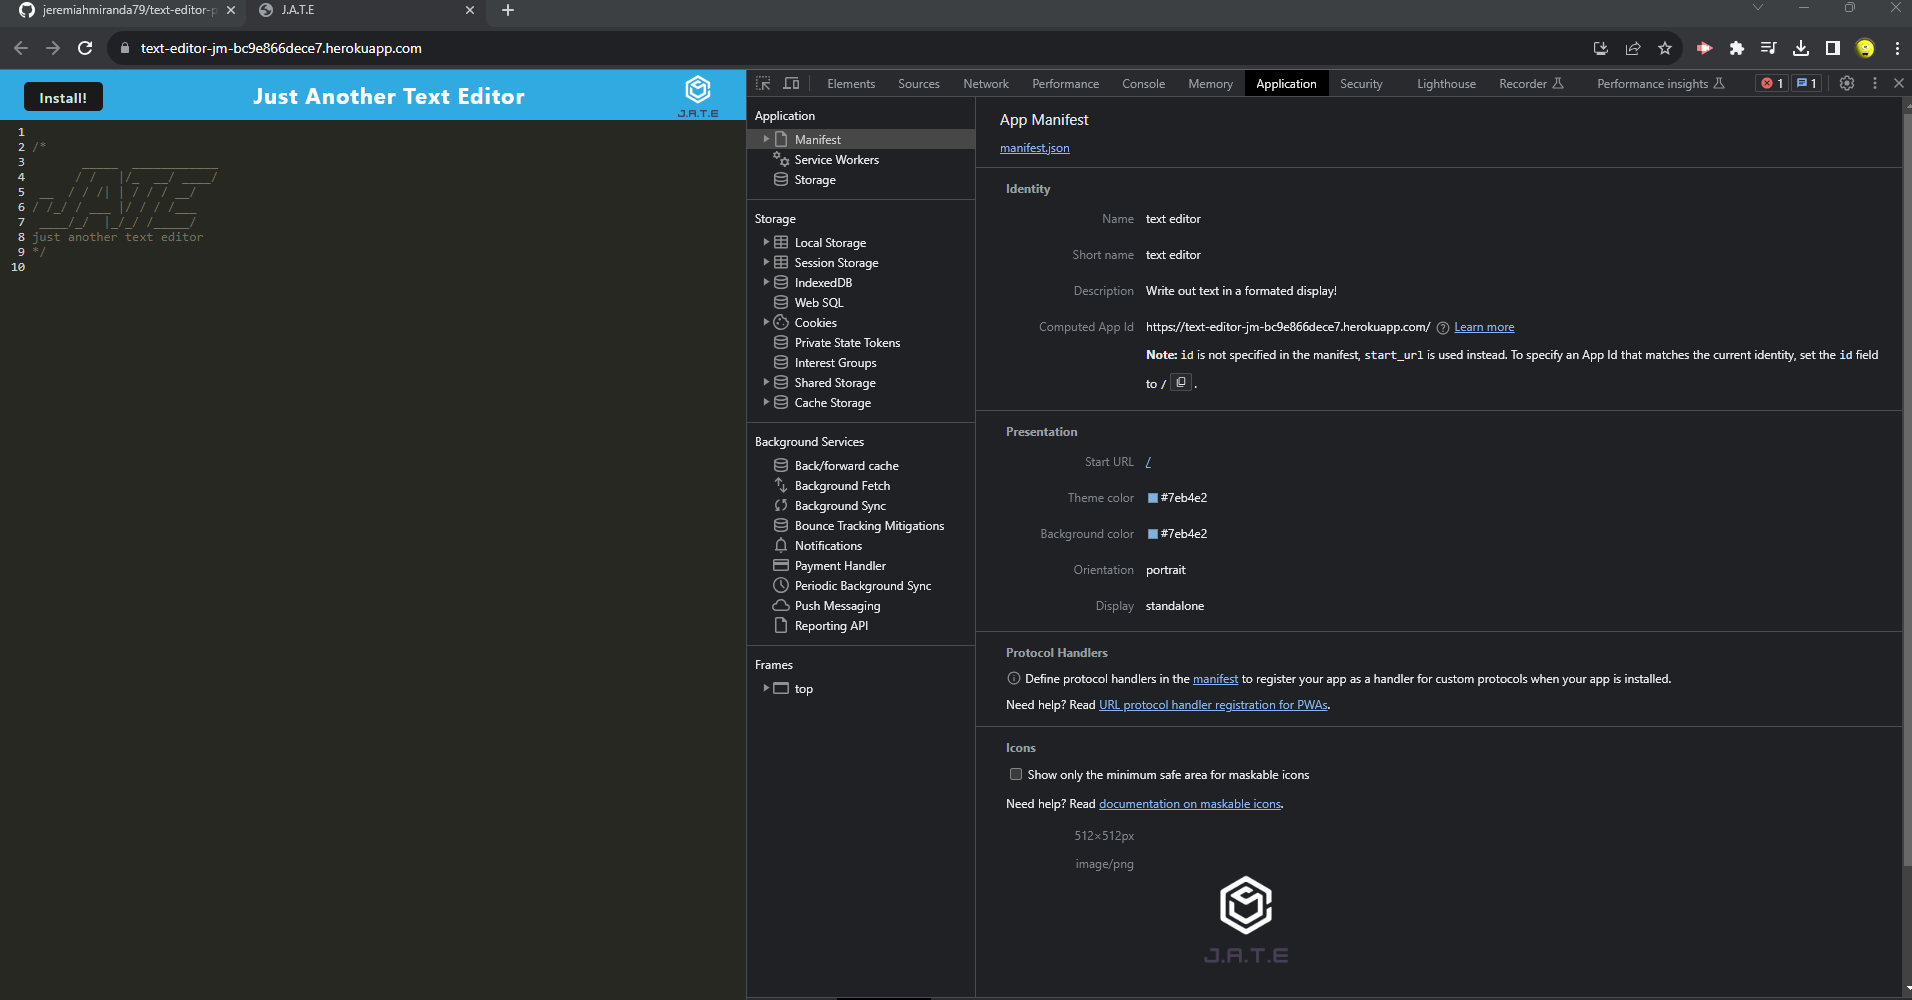 jeremiahmiranda79/text-editor-p
J.A.T.E
text-editor-jm-bc9e866dece7.herokuapp.com
Install!
Just Another Text Editor
J.A.T.E
1
2 /*
3      _____  ___________
4      / /   |/_  __/ ____/
5 __  / / /| | / / / __/
6 / /_/ / ___ |/ / / /___
7 ____/_/  |_/_/ /_____/
8 just another text editor
9 */
10
Elements Sources Network Performance Console Memory Application Security Lighthouse Recorder Performance insights 1 1
Application
Manifest
Service Workers
Storage
Storage
Local Storage
Session Storage
IndexedDB
Web SQL
Cookies
Private State Tokens
Interest Groups
Shared Storage
Cache Storage
Background Services
Back/forward cache
Background Fetch
Background Sync
Bounce Tracking Mitigations
Notifications
Payment Handler
Periodic Background Sync
Push Messaging
Reporting API
Frames
top
App Manifest
manifest.json
Identity
Name text editor
Short name text editor
Description Write out text in a formated display!
Computed App Id https://text-editor-jm-bc9e866dece7.herokuapp.com/ Learn more
Note: id is not specified in the manifest, start_url is used instead. To specify an App Id that matches the current identity, set the id field
to / .
Presentation
Start URL /
Theme color #7eb4e2
Background color #7eb4e2
Orientation portrait
Display standalone
Protocol Handlers
Define protocol handlers in the manifest to register your app as a handler for custom protocols when your app is installed.
Need help? Read URL protocol handler registration for PWAs.
Icons
Show only the minimum safe area for maskable icons
Need help? Read documentation on maskable icons.
512×512px
image/png
J.A.T.E